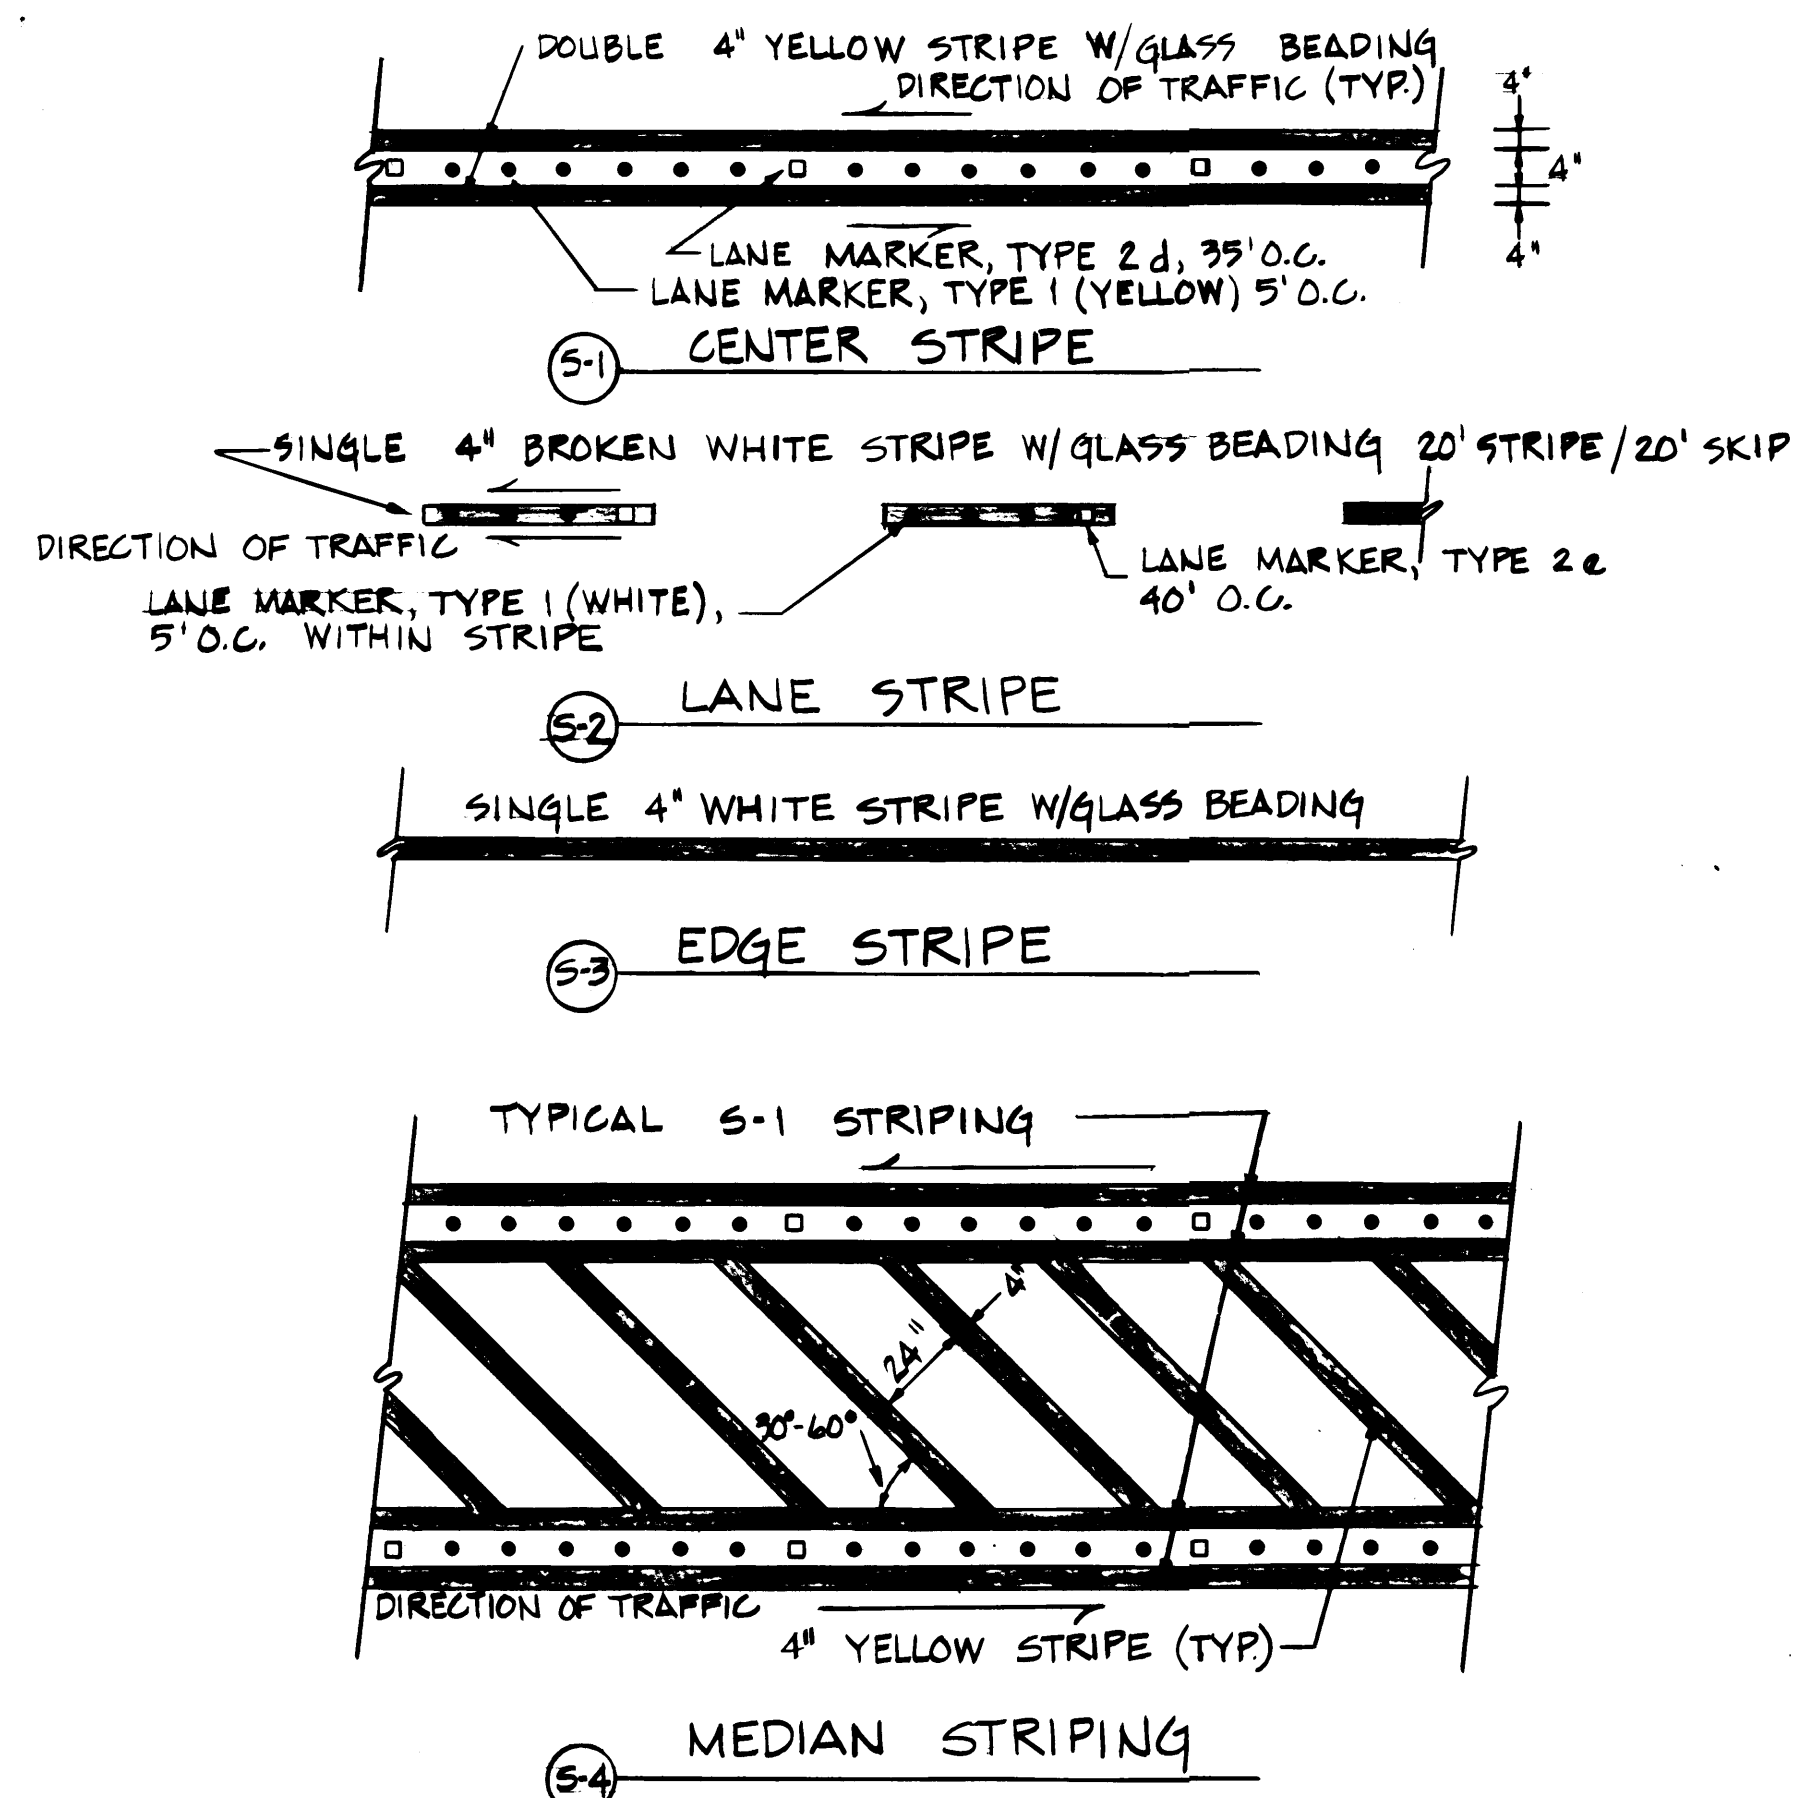 DOUBLE 4" YELLOW STRIPE W/GLASS BEADING
DIRECTION OF TRAFFIC (TYP.)
4"
4"
4"
LANE MARKER, TYPE 2d, 35' O.C.
LANE MARKER, TYPE 1 (YELLOW) 5' O.C.
S-1 CENTER STRIPE
SINGLE 4" BROKEN WHITE STRIPE W/GLASS BEADING 20' STRIPE/20' SKIP
DIRECTION OF TRAFFIC
LANE MARKER, TYPE 2e
40' O.C.
LANE MARKER, TYPE 1 (WHITE),
5' O.C. WITHIN STRIPE
S-2 LANE STRIPE
SINGLE 4" WHITE STRIPE W/GLASS BEADING
S-3 EDGE STRIPE
TYPICAL S-1 STRIPING
4"
24"
30°-60°
DIRECTION OF TRAFFIC
4" YELLOW STRIPE (TYP.)
S-4 MEDIAN STRIPING